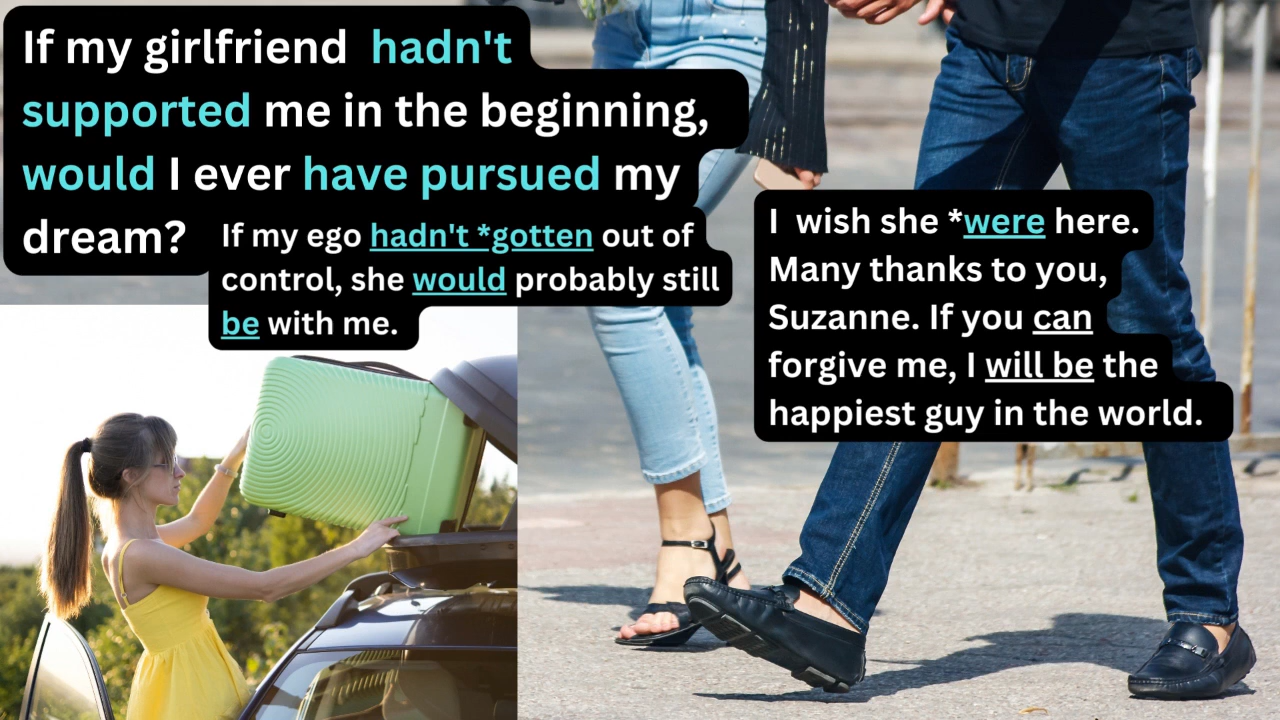 If my girlfriend hadn't
supported me in the beginning,
would I ever have pursued my
dream?
If my ego hadn't *gotten out of
control, she would probably still
be with me.
I wish she *were here.
Many thanks to you,
Suzanne. If you can
forgive me, I will be the
happiest guy in the world.